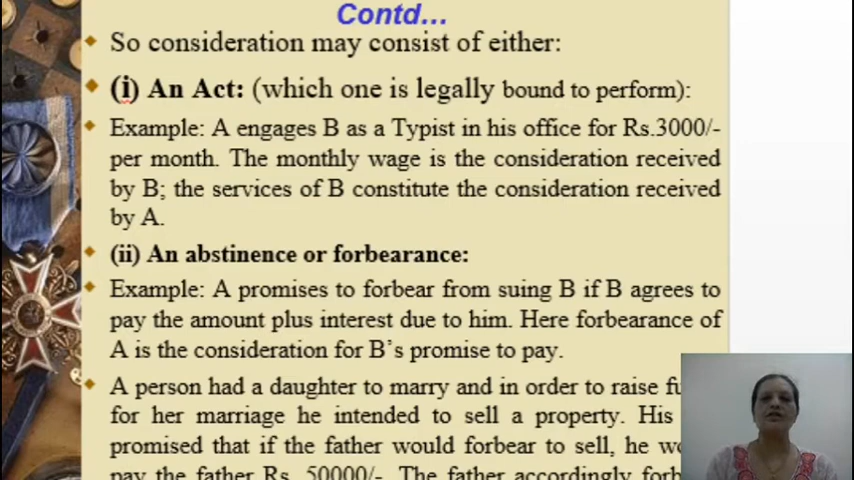 Contd...
So consideration may consist of either:
(i) An Act: (which one is legally bound to perform):
Example: A engages B as a Typist in his office for Rs.3000/-
per month. The monthly wage is the consideration received
by B; the services of B constitute the consideration received
by A.
(ii) An abstinence or forbearance:
Example: A promises to forbear from suing B if B agrees to
pay the amount plus interest due to him. Here forbearance of
A is the consideration for B's promise to pay.
A person had a daughter to marry and in order to raise
for her marriage he intended to sell a property. His
promised that if the father would forbear to sell, he
pay the father Rs. 50000/-. The father accordingly